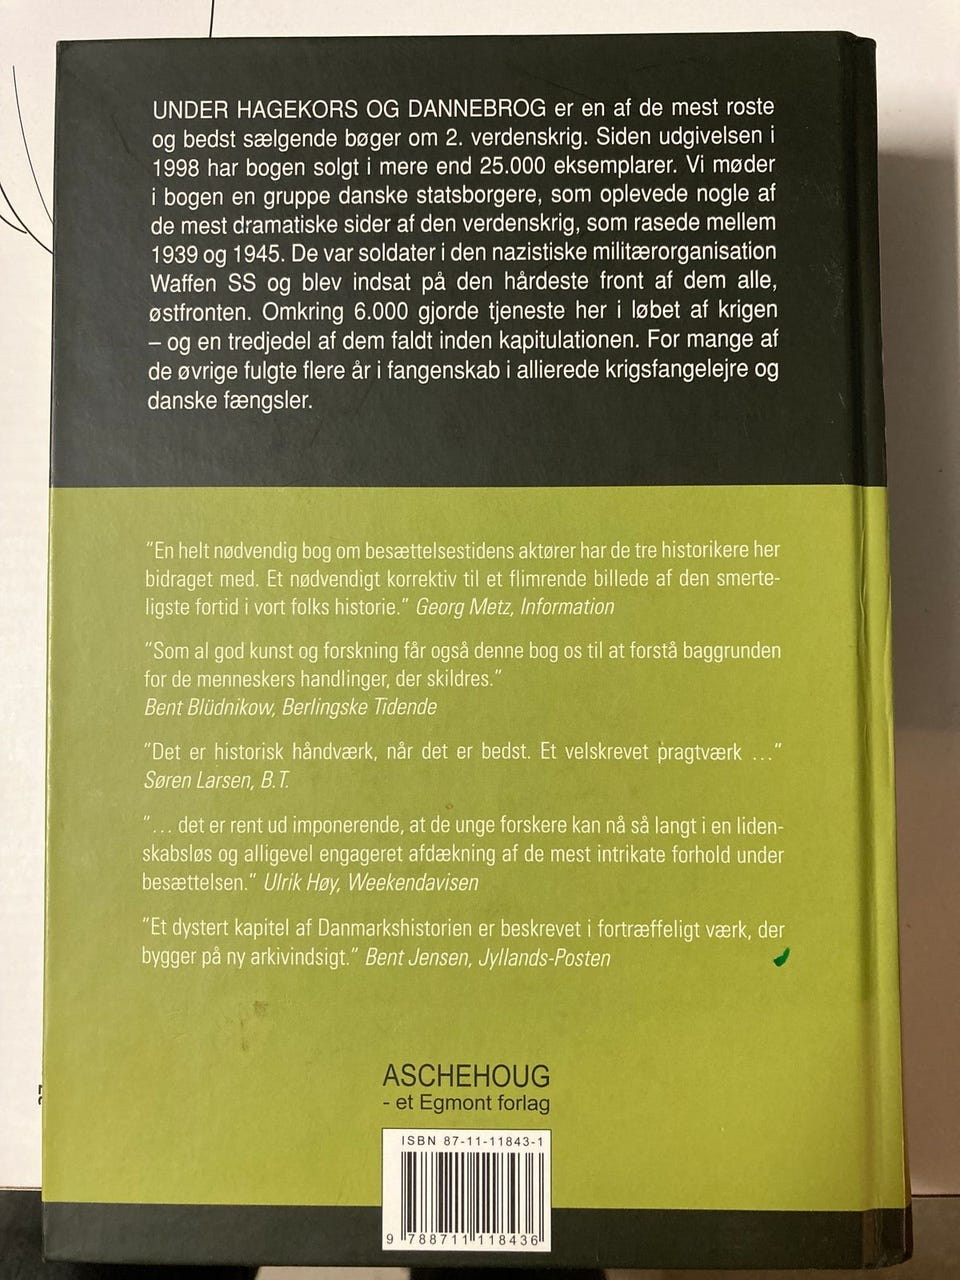 UNDER HAGEKORS OG DANNEBROG er en af de mest roste
og bedst sælgende bøger om 2. verdenskrig. Siden udgivelsen i
1998 har bogen solgt i mere end 25.000 eksemplarer. Vi møder
i bogen en gruppe danske statsborgere, som oplevede nogle af
de mest dramatiske sider af den verdenskrig, som rasede mellem
1939 og 1945. De var soldater i den nazistiske militærorganisation
Waffen SS og blev indsat på den hårdeste front af dem alle,
østfronten. Omkring 6.000 gjorde tjeneste her i løbet af krigen
– og en tredjedel af dem faldt inden kapitulationen. For mange af
de øvrige fulgte flere år i fangenskab i allierede krigsfangelejre og
danske fængsler.
"En helt nødvendig bog om besættelsestidens aktører har de tre historikere her
bidraget med. Et nødvendigt korrektiv til et flimrende billede af den smerte-
ligste fortid i vort folks historie." Georg Metz, Information
"Som al god kunst og forskning får også denne bog os til at forstå baggrunden
for de menneskers handlinger, der skildres."
Bent Blüdnikow, Berlingske Tidende
"Det er historisk håndværk, når det er bedst. Et velskrevet pragtværk ..."
Søren Larsen, B.T.
"... det er rent ud imponerende, at de unge forskere kan nå så langt i en liden-
skabsløs og alligevel engageret afdækning af de mest intrikate forhold under
besættelsen." Ulrik Høy, Weekendavisen
"Et dystert kapitel af Danmarkshistorien er beskrevet i fortræffeligt værk, der
bygger på ny arkivindsigt." Bent Jensen, Jyllands-Posten
ASCHEHOUG
- et Egmont forlag
ISBN 87-11-11843-1
9 788711 118436